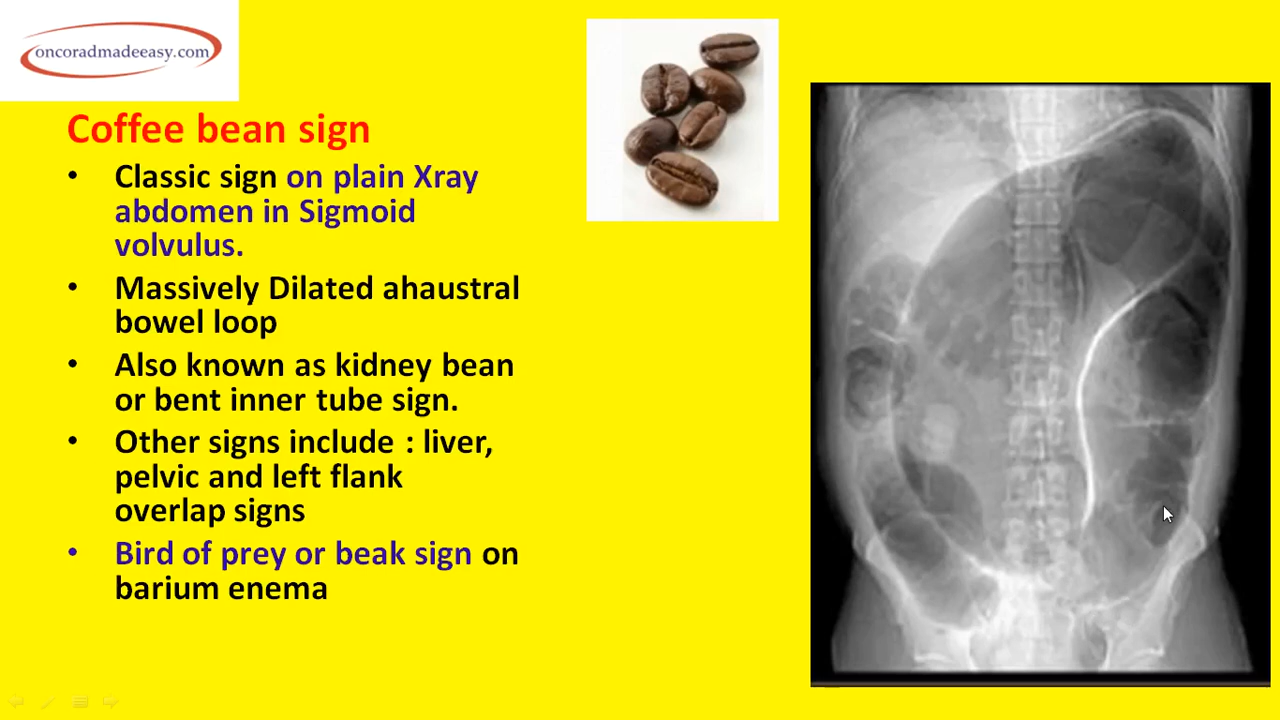 oncoradmadeeasy.com
Coffee bean sign
• Classic sign on plain Xray
abdomen in Sigmoid
volvulus.
• Massively Dilated ahaustral
bowel loop
• Also known as kidney bean
or bent inner tube sign.
• Other signs include : liver,
pelvic and left flank
overlap signs
• Bird of prey or beak sign on
barium enema